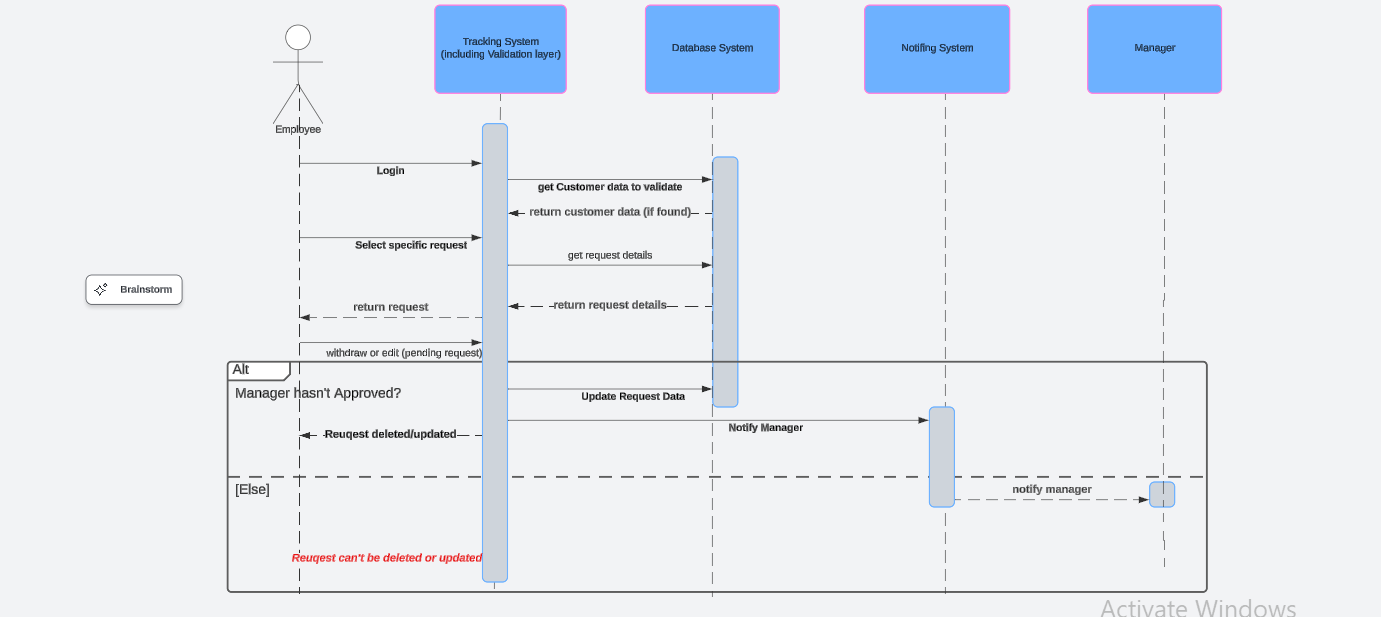 Tracking System
(including Validation layer)
Database System
Notifing System
Manager
Employee
Login
get Customer data to validate
return customer data (if found)
Select specific request
get request details
Brainstorm
return request details
return request
withdraw or edit (pending request)
Alt
Manager hasn't Approved?
Update Request Data
Notify Manager
Reuqest deleted/updated
[Else]
notify manager
Reuqest can't be deleted or updated
Activate Windows